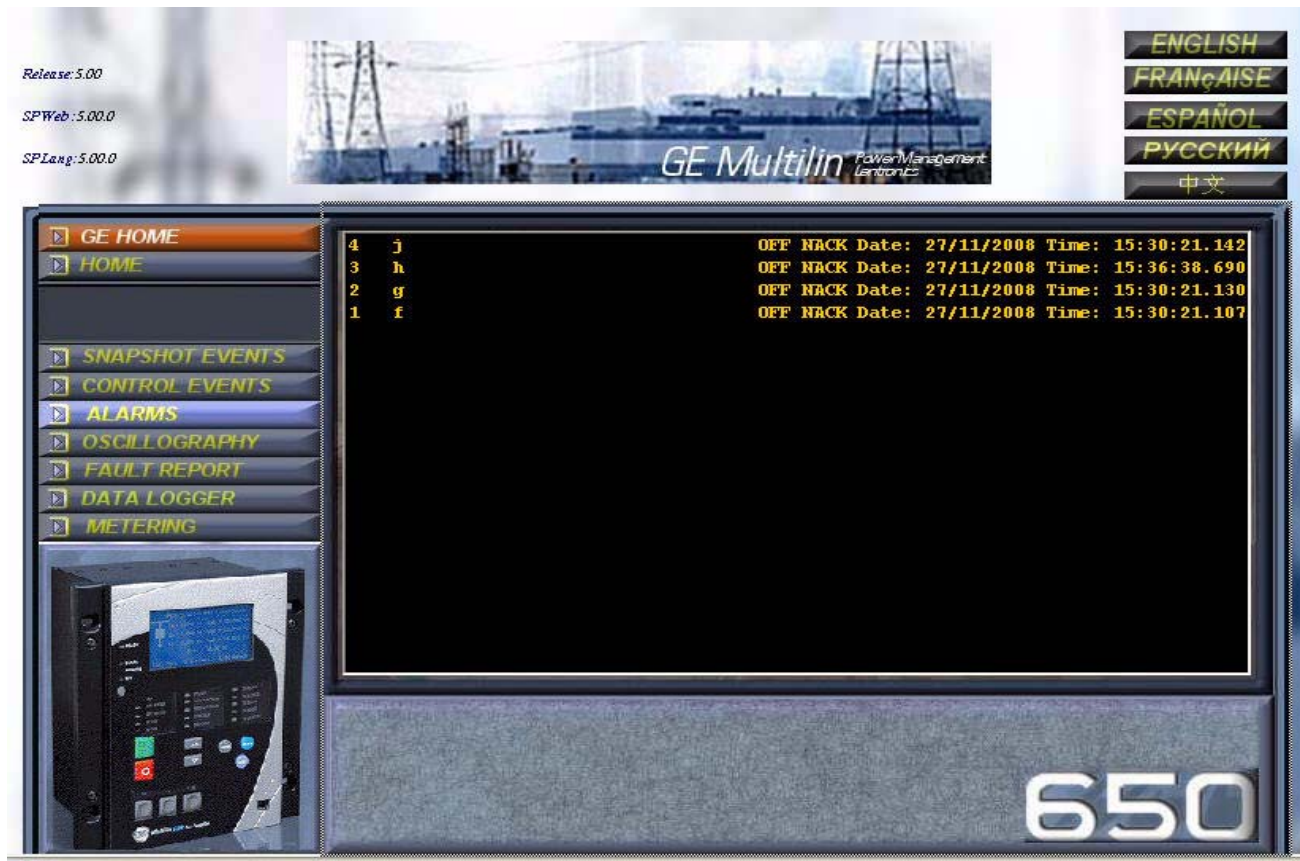 Release:5.00
SPWeb:5.00.0
SPLang:5.00.0
GE Multilin PowerManagement
Lentronics
ENGLISH
FRANçAISE
ESPAÑOL
РУССКИЙ
中文
GE HOME
HOME
SNAPSHOT EVENTS
CONTROL EVENTS
ALARMS
OSCILLOGRAPHY
FAULT REPORT
DATA LOGGER
METERING
4 j OFF NACK Date: 27/11/2008 Time: 15:30:21.142
3 h OFF NACK Date: 27/11/2008 Time: 15:36:38.690
2 g OFF NACK Date: 27/11/2008 Time: 15:30:21.130
1 f OFF NACK Date: 27/11/2008 Time: 15:30:21.107
650